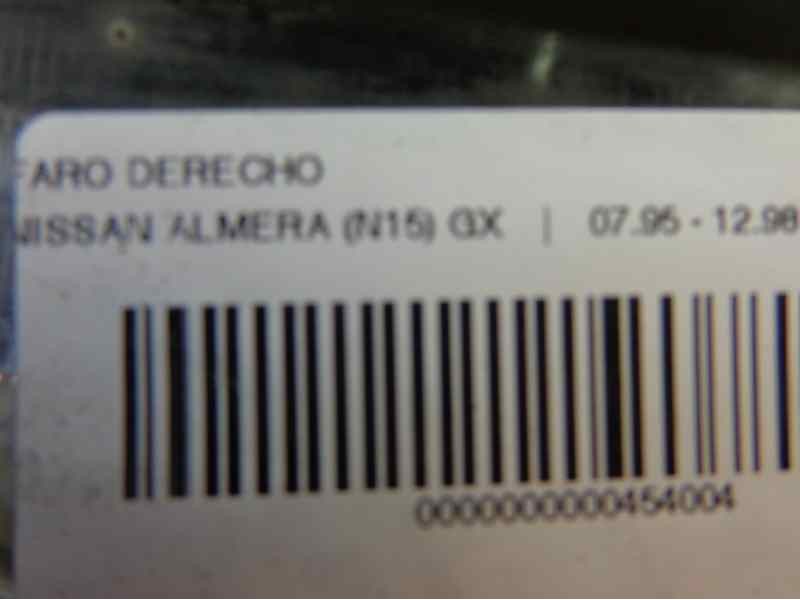 FARO DERECHO
NISSAN ALMERA (N15) GX | 07.95 - 12.98
0000000000454004